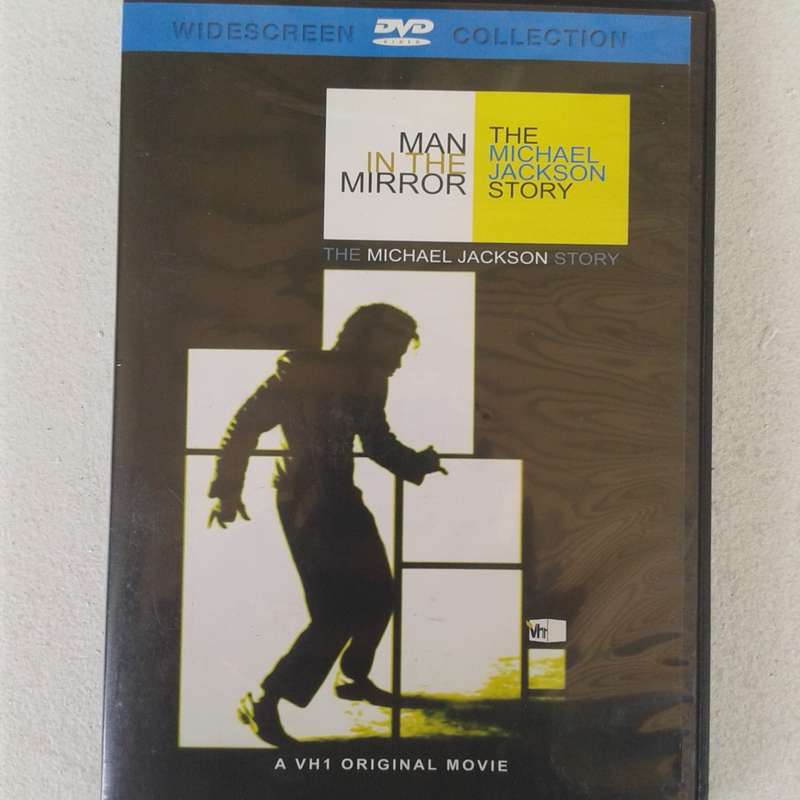 WIDESCREEN DVD VIDEO COLLECTION
MAN
IN THE
MIRROR
THE
MICHAEL
JACKSON
STORY
THE MICHAEL JACKSON STORY
Vh1
A VH1 ORIGINAL MOVIE